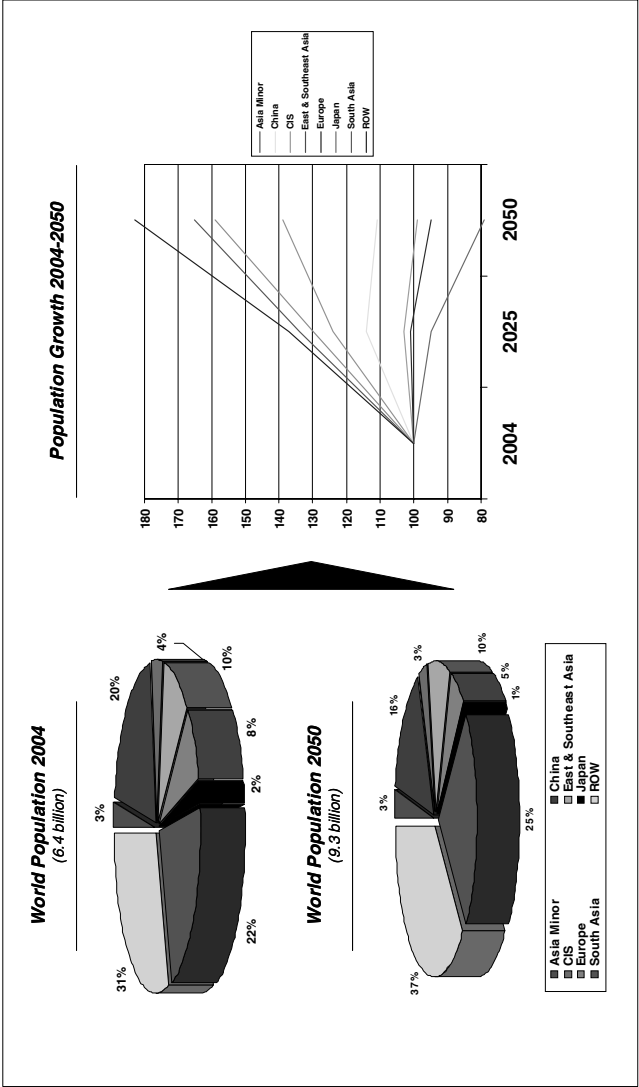 World Population 2004
(6.4 billion)
3%
20%
4%
10%
8%
2%
22%
31%
World Population 2050
(9.3 billion)
3%
16%
3%
10%
5%
1%
25%
37%
Asia Minor
China
CIS
East & Southeast Asia
Europe
Japan
South Asia
ROW
Population Growth 2004-2050
180
170
160
150
140
130
120
110
100
90
80
2004
2025
2050
Asia Minor
China
CIS
East & Southeast Asia
Europe
Japan
South Asia
ROW